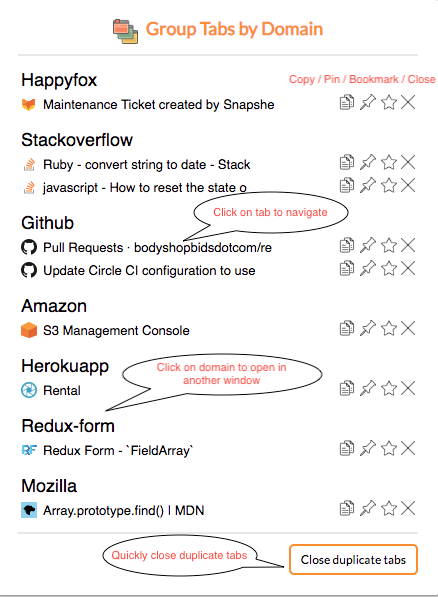 Group Tabs by Domain
Happyfox
Copy / Pin / Bookmark / Close
Maintenance Ticket created by Snapshe
Stackoverflow
Ruby - convert string to date - Stack
javascript - How to reset the state o
Click on tab to navigate
Github
Pull Requests · bodyshopbidsdotcom/re
Update Circle CI configuration to use
Amazon
S3 Management Console
Herokuapp
Click on domain to open in
another window
Rental
Redux-form
RF Redux Form - `FieldArray`
Mozilla
Array.prototype.find() | MDN
Quickly close duplicate tabs
Close duplicate tabs